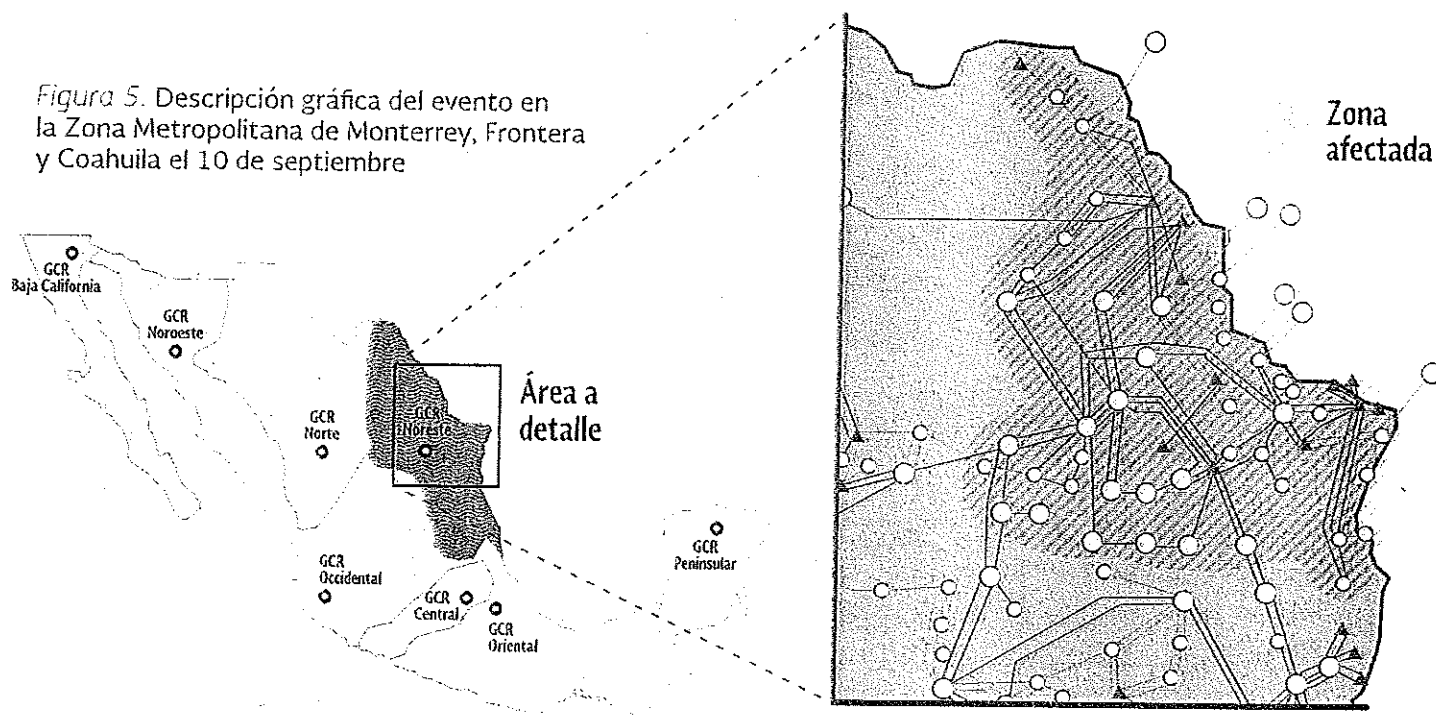 Figura 5. Descripción gráfica del evento en
la Zona Metropolitana de Monterrey, Frontera
y Coahuila el 10 de septiembre
Zona
afectada
GCR
Baja California
GCR
Noroeste
GCR
Norte
GCR
Noreste
Área a
detalle
GCR
Occidental
GCR
Central
GCR
Oriental
GCR
Peninsular